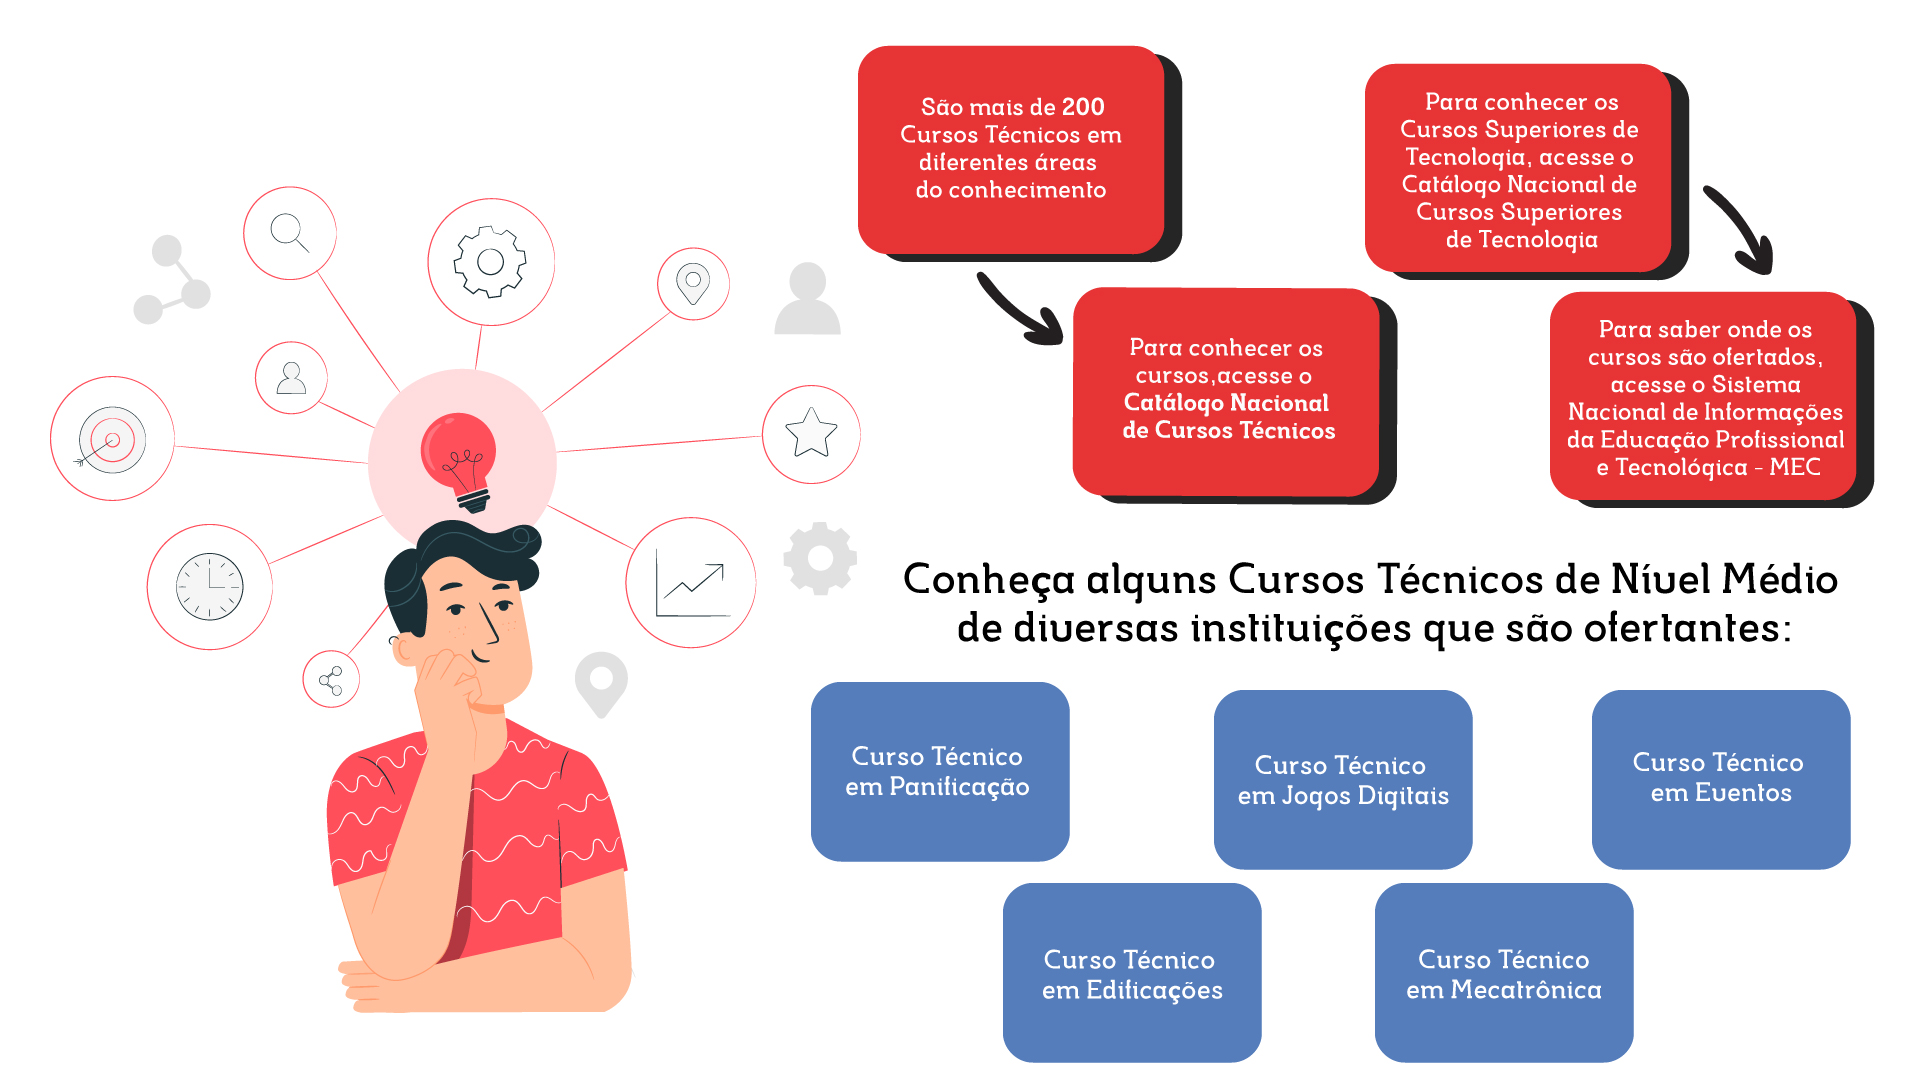 São mais de 200
Cursos Técnicos em
diferentes áreas
do conhecimento
Para conhecer os
cursos,acesse o
Catálogo Nacional
de Cursos Técnicos
Para conhecer os
Cursos Superiores de
Tecnologia, acesse o
Catálogo Nacional de
Cursos Superiores
de Tecnologia
Para saber onde os
cursos são ofertados,
acesse o Sistema
Nacional de Informações
da Educação Profissional
e Tecnológica - MEC
Conheça alguns Cursos Técnicos de Nível Médio
de diversas instituições que são ofertantes:
Curso Técnico
em Panificação
Curso Técnico
em Jogos Digitais
Curso Técnico
em Eventos
Curso Técnico
em Edificações
Curso Técnico
em Mecatrônica